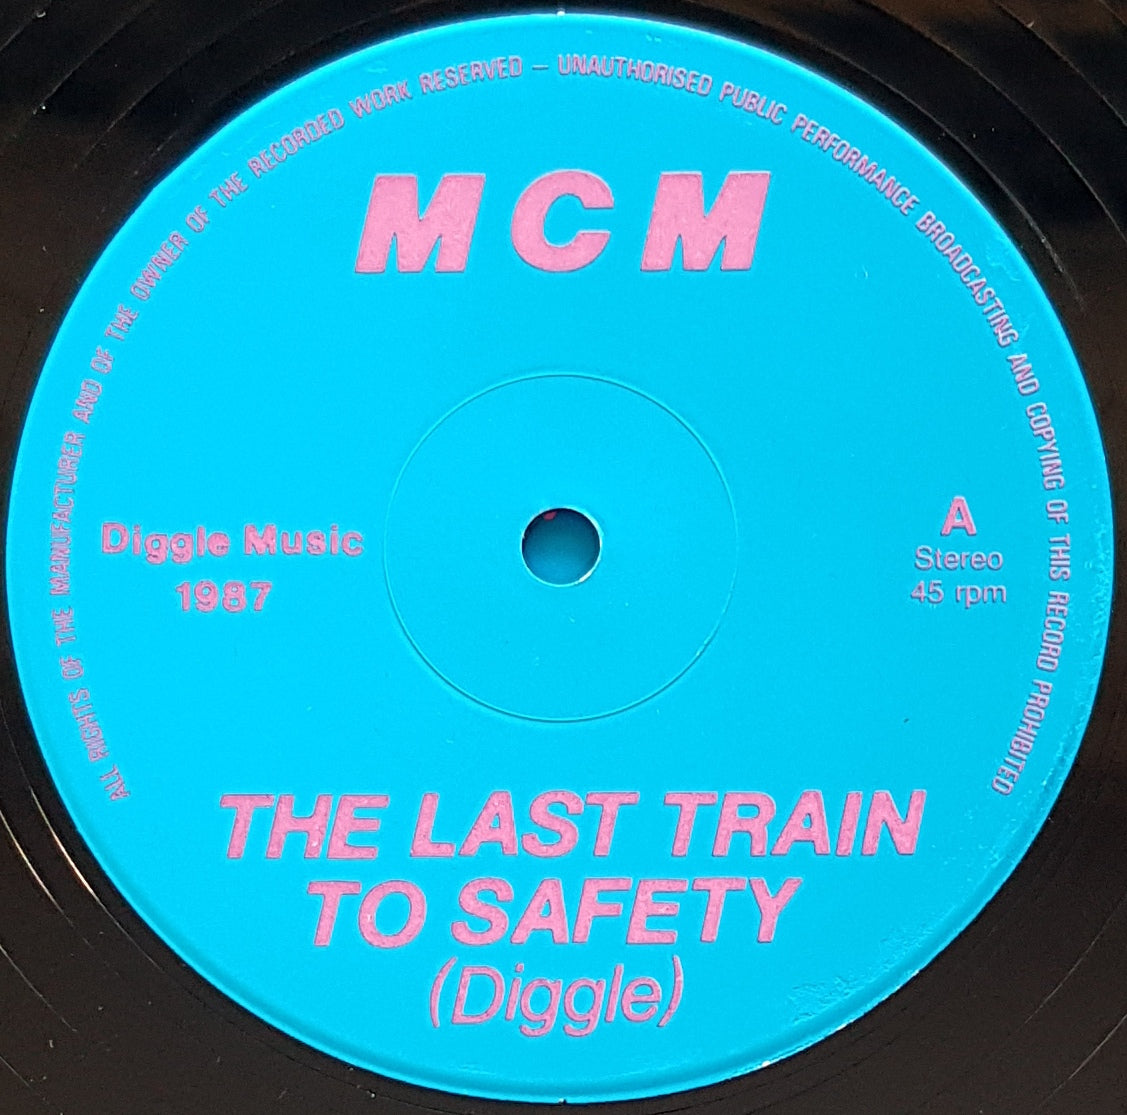 ALL RIGHTS OF THE MANUFACTURER AND OF THE OWNER OF THE RECORDED WORK RESERVED – UNAUTHORISED PUBLIC PERFORMANCE BROADCASTING AND COPYING OF THIS RECORD PROHIBITED
MCM
Diggle Music
1987
A
Stereo
45 rpm
THE LAST TRAIN
TO SAFETY
(Diggle)